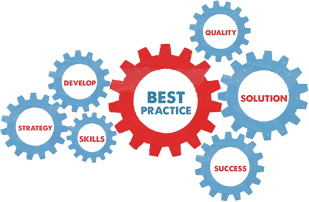 QUALITY
DEVELOP
BEST
PRACTICE
SOLUTION
STRATEGY
SKILLS
SUCCESS